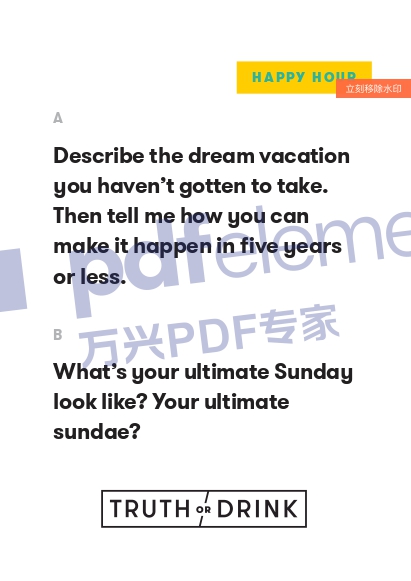 HAPPY HOUR
立刻移除水印
A
Describe the dream vacation
you haven't gotten to take.
Then tell me how you can
make it happen in five years
or less.
pdfeleme
万兴PDF专家
B
What's your ultimate Sunday
look like? Your ultimate
sundae?
TRUTH OR DRINK